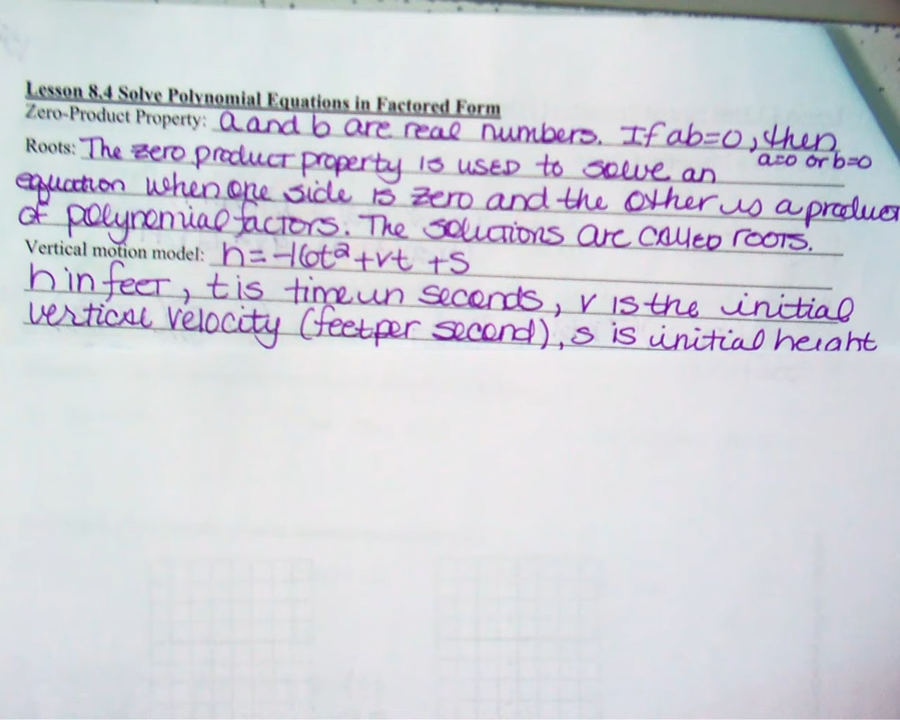 Lesson 8.4 Solve Polynomial Equations in Factored Form
Zero-Product Property: a and b are real numbers. If ab=0, then
a=0 or b=0
Roots: The zero product property is used to solve an
equation when one side is zero and the other is a product
of polynomial factors. The solutions are called roots.
Vertical motion model: h=-16t²+vt +s
h in feet, t is time in seconds, v is the initial
vertical velocity (feet per second), s is initial height